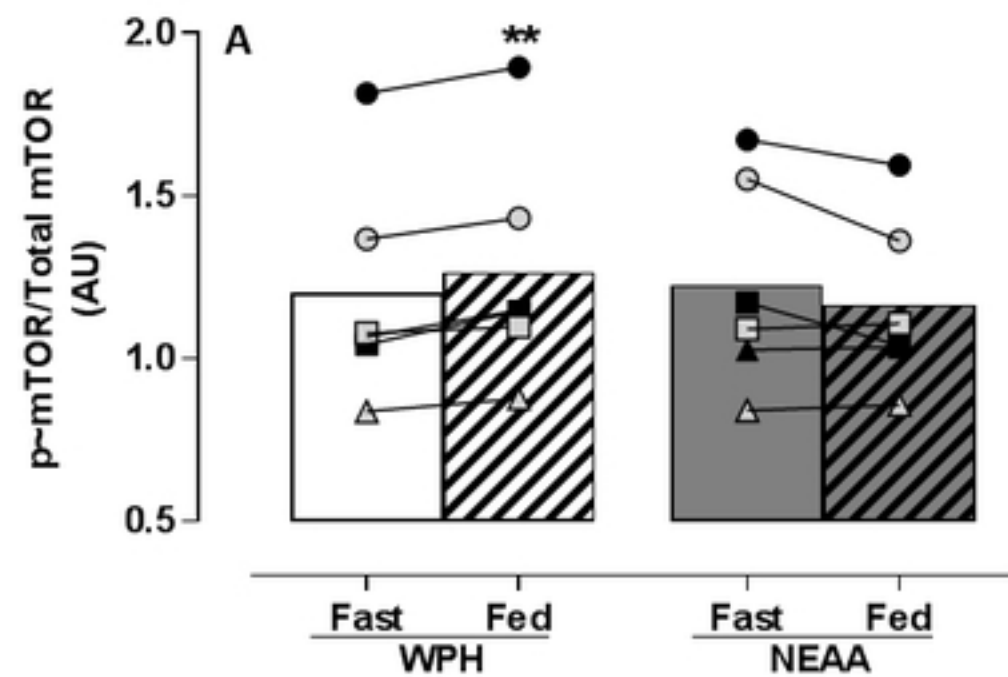 p~mTOR/Total mTOR
(AU)
2.0
1.5
1.0
0.5
A
**
Fast Fed Fast Fed
WPH NEAA